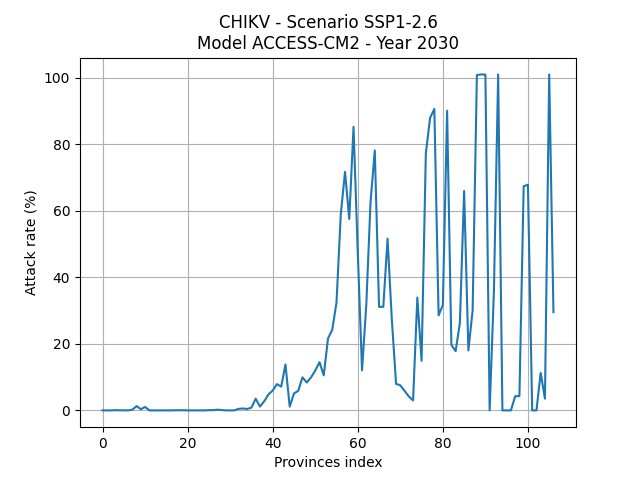 CHIKV - Scenario SSP1-2.6
Model ACCESS-CM2 - Year 2030
Attack rate (%)
100
80
60
40
20
0
0 20 40 60 80 100
Provinces index